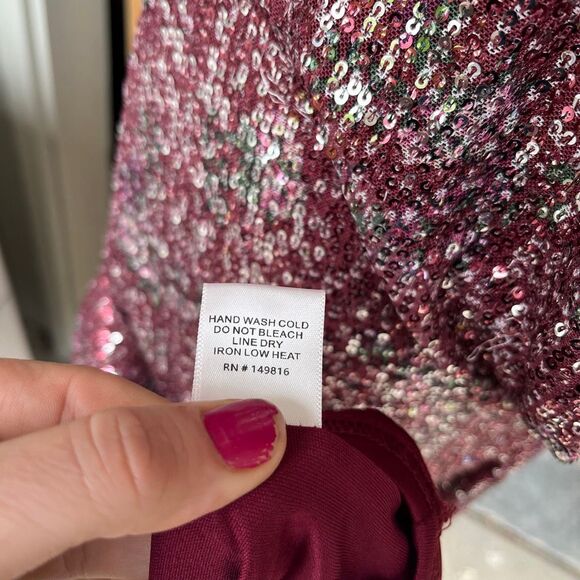 HAND WASH COLD
DO NOT BLEACH
LINE DRY
IRON LOW HEAT
RN # 149816